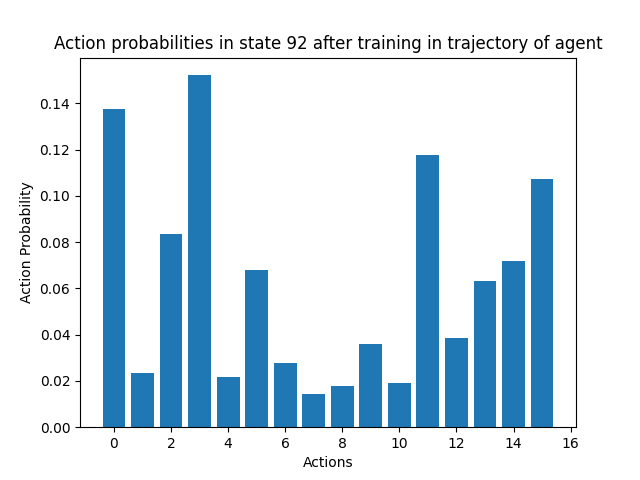 Action probabilities in state 92 after training in trajectory of agent
0.14
0.12
0.10
0.08
0.06
0.04
0.02
0.00
Action Probability
0 2 4 6 8 10 12 14 16
Actions